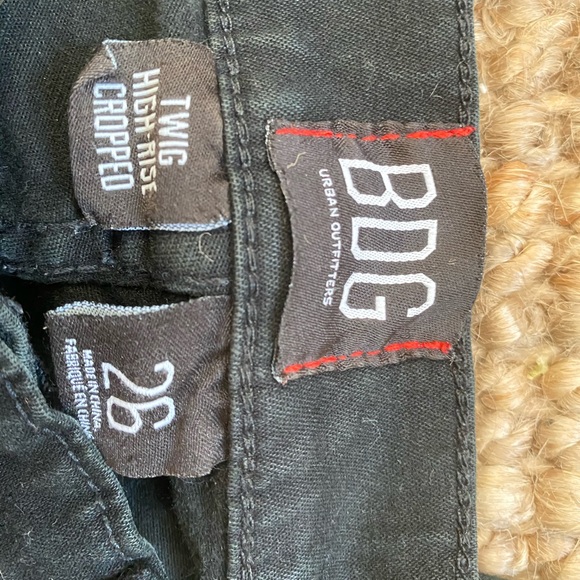 BDG
URBAN OUTFITTERS
TWIG
HIGH RISE
CROPPED
26
MADE IN CHINA
FABRIQUÉ EN CHINE